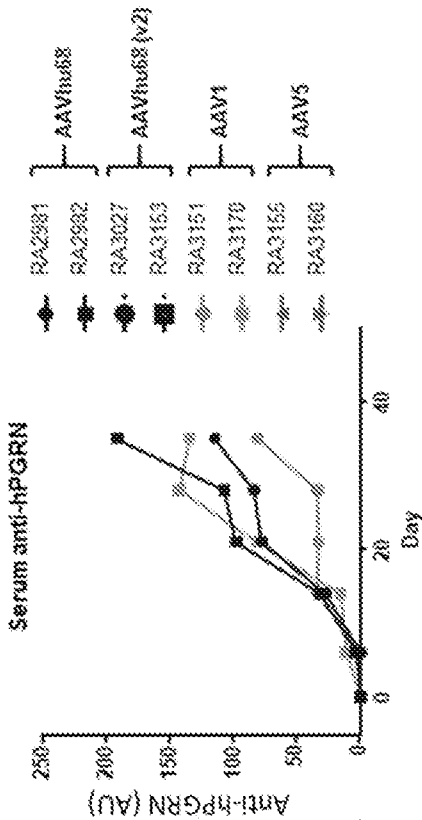 Serum anti-hPGRN
Anti-hPGRN (AU)
250
200
150
100
50
0
0
20
40
Day
RA2981
RA2982
RA3027
RA3153
RA3151
RA3170
RA3155
RA3160
AAVhu68
AAVhu68 (v2)
AAV1
AAV5